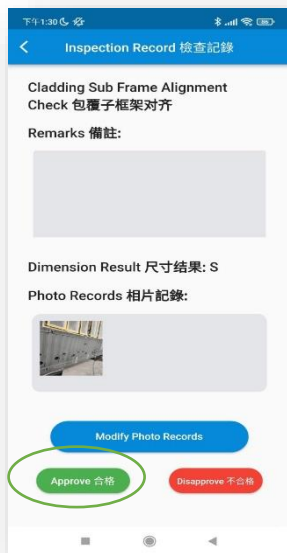 下午1:30
Inspection Record 檢查記錄
Cladding Sub Frame Alignment
Check 包覆子框架对齐
Remarks 備註:
Dimension Result 尺寸结果: S
Photo Records 相片記錄:
Modify Photo Records
Approve 合格
Disapprove 不合格